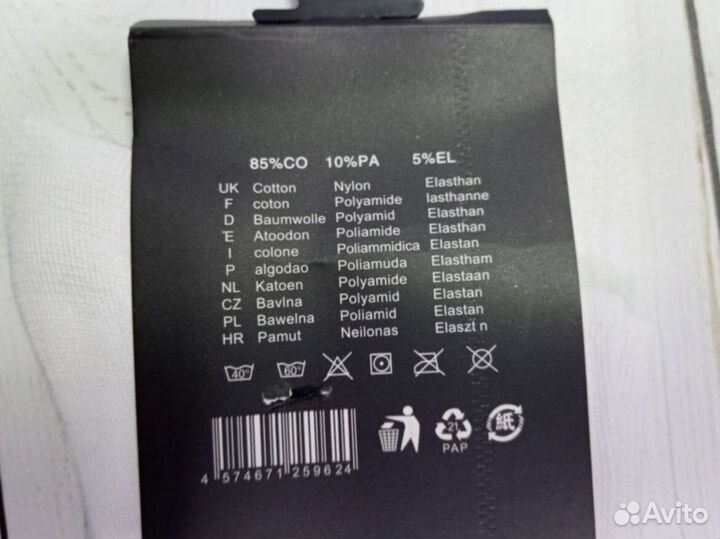 85%CO 10%PA 5%EL
UK Cotton Nylon Elasthan
F coton Polyamide lasthanne
D Baumwolle Polyamid Elasthan
E Atoodon Poliamide Elasthan
I colone Poliammidica Elastan
P algodao Poliamuda Elastham
NL Katoen Polyamide Elastaan
CZ Bavlna Polyamid Elastan
PL Bawelna Poliamid Elastan
HR Pamut Neilonas Elaszt n
40° 60°
21
PAP
紙
4 574671 259624
Avito